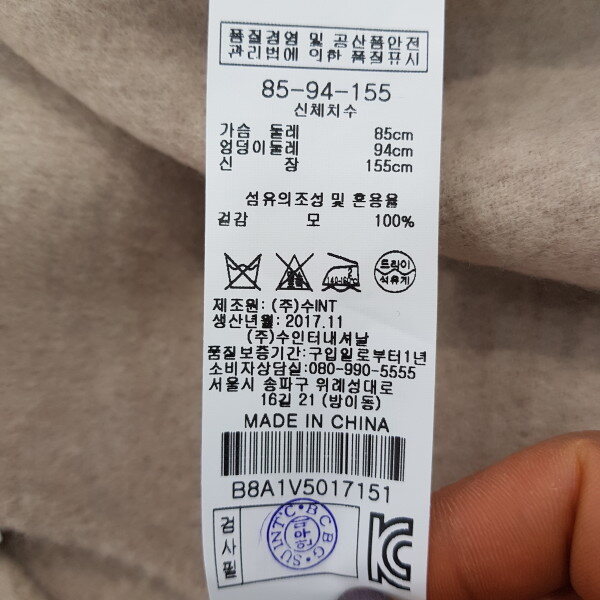 품질경영 및 공산품안전
관리법에 의한 품질표시
85-94-155
신체치수
가슴 둘레 85cm
엉덩이둘레 94cm
신 장 155cm
섬유의조성 및 혼용율
겉감 모 100%
드라이
석유계
제조원: (주)수INT
생산년월: 2017.11
(주)수인터내셔날
품질보증기간:구입일로부터1년
소비자상담실:080-990-5555
서울시 송파구 위례성대로
16길 21 (방이동)
MADE IN CHINA
B8A1V5017151
검사필
SUINT'C BCBG